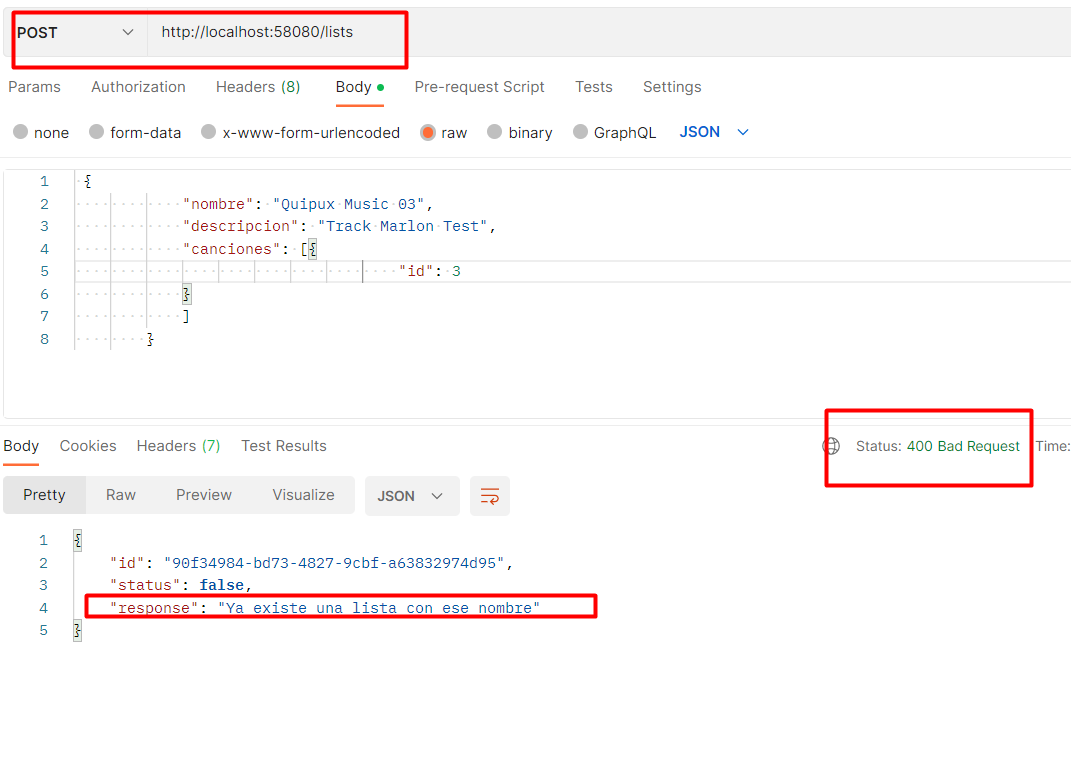 POST http://localhost:58080/lists
Params Authorization Headers (8) Body Pre-request Script Tests Settings
none form-data x-www-form-urlencoded raw binary GraphQL JSON
1 {
2 "nombre": "Quipux Music 03",
3 "descripcion": "Track Marlon Test",
4 "canciones": [{
5 "id": 3
6 }
7 ]
8 }
Body Cookies Headers (7) Test Results Status: 400 Bad Request Time:
Pretty Raw Preview Visualize JSON
1 {
2 "id": "90f34984-bd73-4827-9cbf-a63832974d95",
3 "status": false,
4 "response": "Ya existe una lista con ese nombre"
5 }